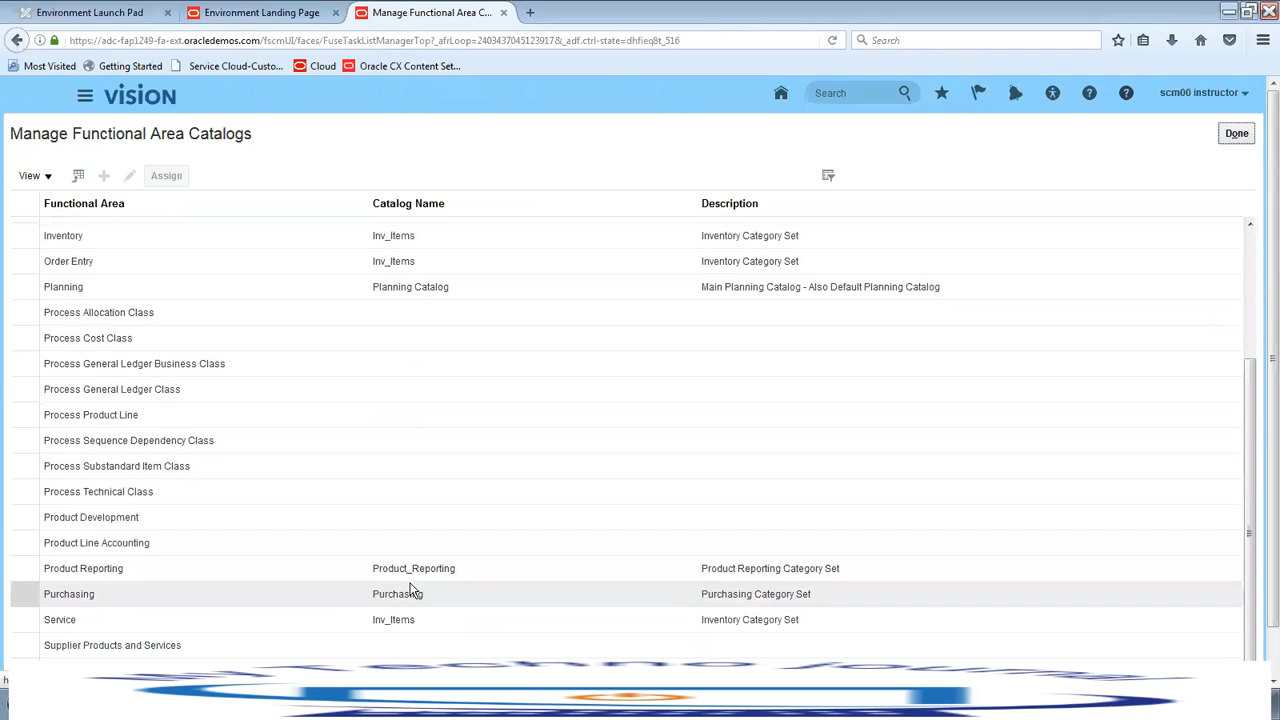 Environment Launch Pad × Environment Landing Page × Manage Functional Area C... × +
https://adc-fap1249-fa-ext.oracledemos.com/fscmUI/faces/FuseTaskListManagerTop?_afrLoop=2403437045123917&_adf.ctrl-state=dhfieq8t_516 Search
Most Visited Getting Started Service Cloud-Custo... Cloud Oracle CX Content Set...
VISION Search scm00 instructor
Manage Functional Area Catalogs Done
View Assign
Functional Area Catalog Name Description
Inventory Inv_Items Inventory Category Set
Order Entry Inv_Items Inventory Category Set
Planning Planning Catalog Main Planning Catalog - Also Default Planning Catalog
Process Allocation Class
Process Cost Class
Process General Ledger Business Class
Process General Ledger Class
Process Product Line
Process Sequence Dependency Class
Process Substandard Item Class
Process Technical Class
Product Development
Product Line Accounting
Product Reporting Product_Reporting Product Reporting Category Set
Purchasing Purchasing Purchasing Category Set
Service Inv_Items Inventory Category Set
Supplier Products and Services